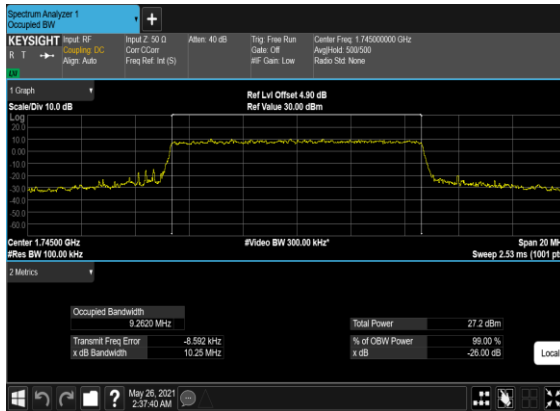 Spectrum Analyzer 1
Occupied BW
KEYSIGHT
R T
Input: RF
Coupling: DC
Align: Auto
Input Z: 50 Ω
Corr CCorr
Freq Ref: Int (S)
Atten: 40 dB
Trig: Free Run
Gate: Off
#IF Gain: Low
Center Freq: 1.745000000 GHz
Avg|Hold: 500/500
Radio Std: None
1 Graph
Scale/Div 10.0 dB
Ref Lvl Offset 4.90 dB
Ref Value 30.00 dBm
Log
20.0
10.0
0.00
-10.0
-20.0
-30.0
-40.0
-50.0
-60.0
Center 1.74500 GHz
#Res BW 100.00 kHz
#Video BW 300.00 kHz*
Span 20 MH
Sweep 2.53 ms (1001 pt
2 Metrics
Occupied Bandwidth
9.2620 MHz
Transmit Freq Error -8.592 kHz
x dB Bandwidth 10.25 MHz
Total Power 27.2 dBm
% of OBW Power 99.00 %
x dB -26.00 dB
Local
?
May 26, 2021
2:37:40 AM